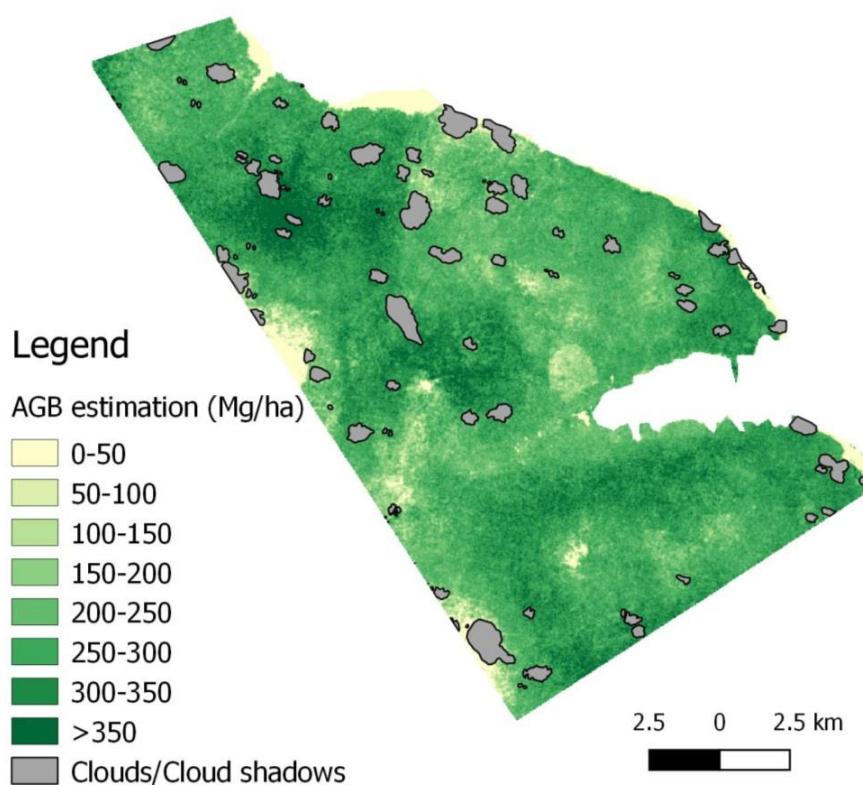 Legend
AGB estimation (Mg/ha)
0-50
50-100
100-150
150-200
200-250
250-300
300-350
>350
Clouds/Cloud shadows
2.5 0 2.5 km